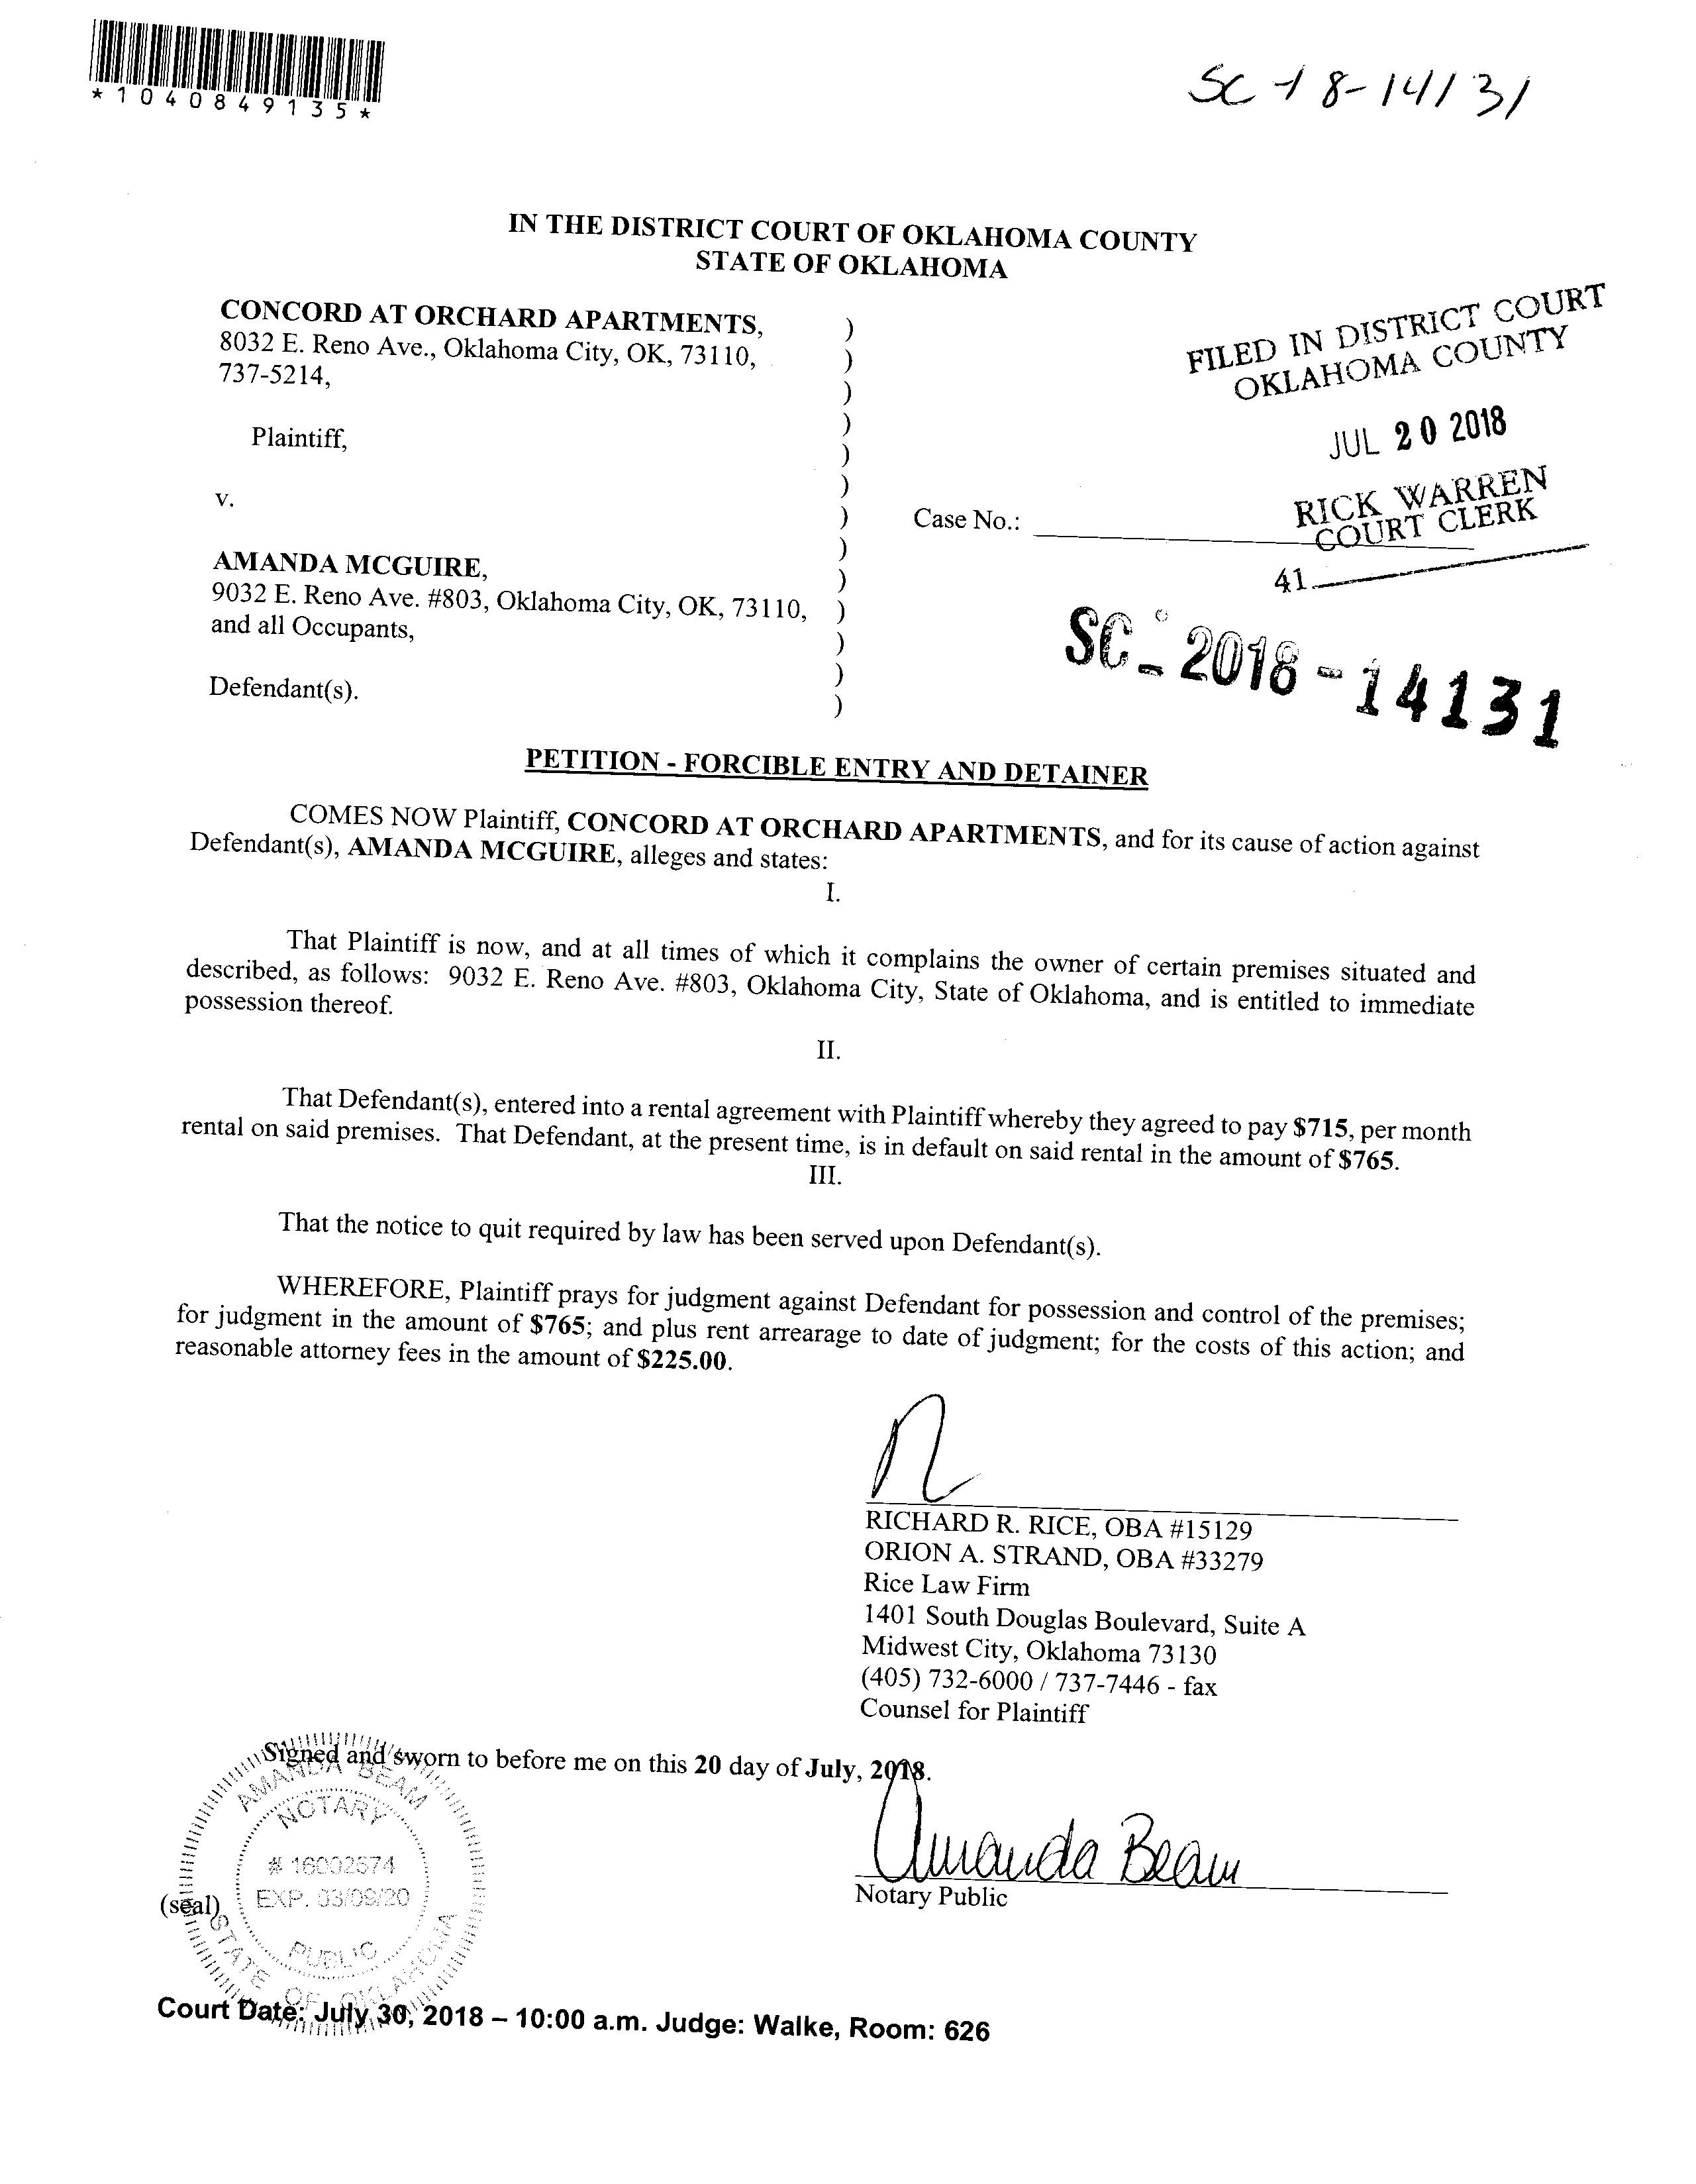 *1040849135*
SC-18-14131
IN THE DISTRICT COURT OF OKLAHOMA COUNTY
STATE OF OKLAHOMA
CONCORD AT ORCHARD APARTMENTS, )
8032 E. Reno Ave., Oklahoma City, OK, 73110, )
737-5214, )
)
Plaintiff, )
)
v. )
)
AMANDA MCGUIRE, )
9032 E. Reno Ave. #803, Oklahoma City, OK, 73110, )
and all Occupants, )
)
Defendant(s). )
FILED IN DISTRICT COURT
OKLAHOMA COUNTY
JUL 20 2018
RICK WARREN
COURT CLERK
41
Case No.:
SC-2018-14131
PETITION - FORCIBLE ENTRY AND DETAINER
COMES NOW Plaintiff, CONCORD AT ORCHARD APARTMENTS, and for its cause of action against
Defendant(s), AMANDA MCGUIRE, alleges and states:
I.
That Plaintiff is now, and at all times of which it complains the owner of certain premises situated and
described, as follows: 9032 E. Reno Ave. #803, Oklahoma City, State of Oklahoma, and is entitled to immediate
possession thereof.
II.
That Defendant(s), entered into a rental agreement with Plaintiff whereby they agreed to pay $715, per month
rental on said premises. That Defendant, at the present time, is in default on said rental in the amount of $765.
III.
That the notice to quit required by law has been served upon Defendant(s).
WHEREFORE, Plaintiff prays for judgment against Defendant for possession and control of the premises;
for judgment in the amount of $765; and plus rent arrearage to date of judgment; for the costs of this action; and
reasonable attorney fees in the amount of $225.00.
RICHARD R. RICE, OBA #15129
ORION A. STRAND, OBA #33279
Rice Law Firm
1401 South Douglas Boulevard, Suite A
Midwest City, Oklahoma 73130
(405) 732-6000 / 737-7446 - fax
Counsel for Plaintiff
Signed and sworn to before me on this 20 day of July, 2018.
AMANDA BEAM
NOTARY
# 16002574
EXP. 03/09/20
PUBLIC
STATE OF OKLAHOMA
(seal)
Amanda Beam
Notary Public
Court Date: July 30, 2018 – 10:00 a.m. Judge: Walke, Room: 626